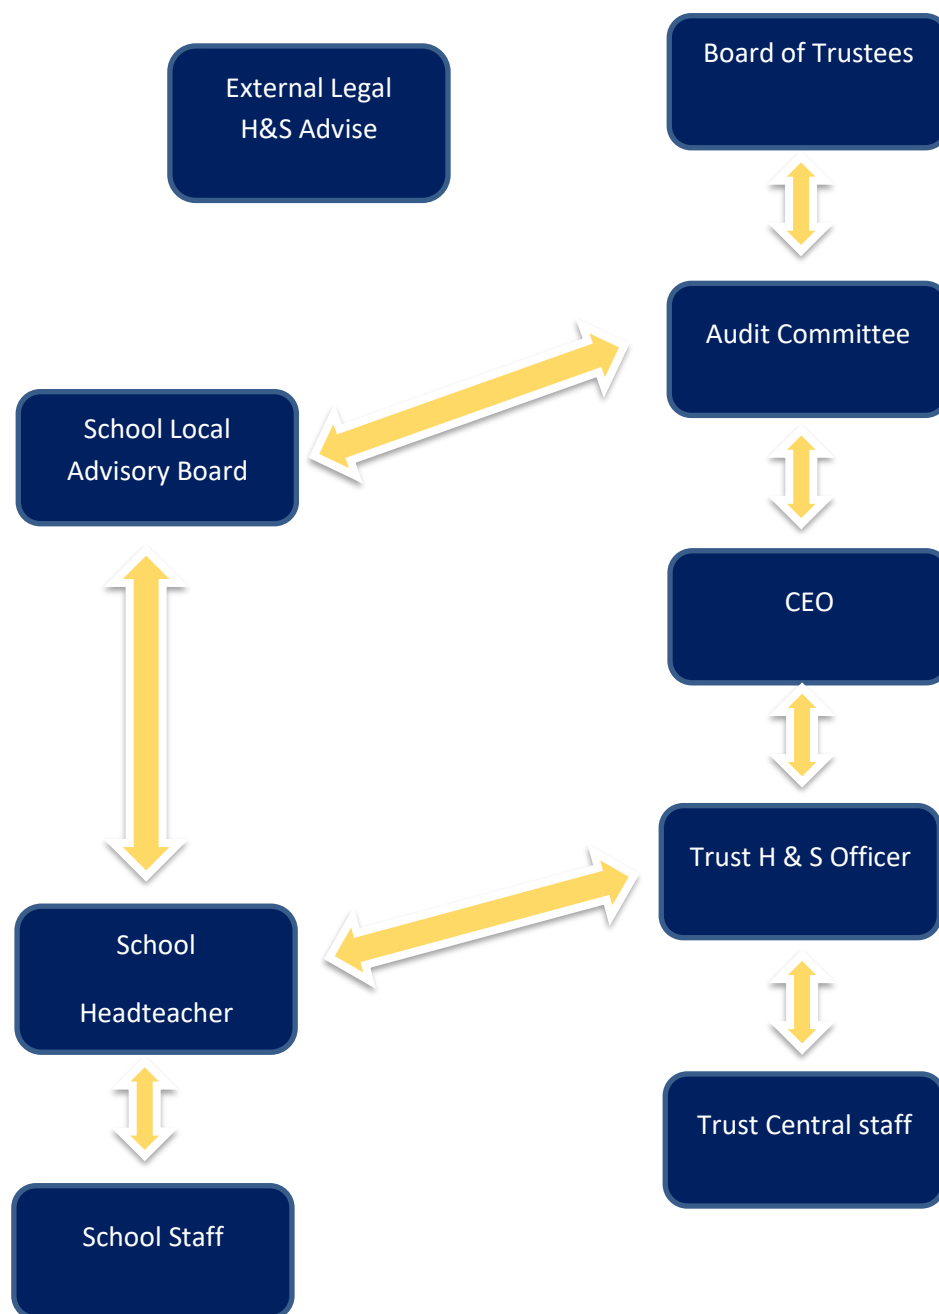 External Legal
H&S Advise
Board of Trustees
Audit Committee
School Local
Advisory Board
CEO
Trust H & S Officer
School
Headteacher
Trust Central staff
School Staff